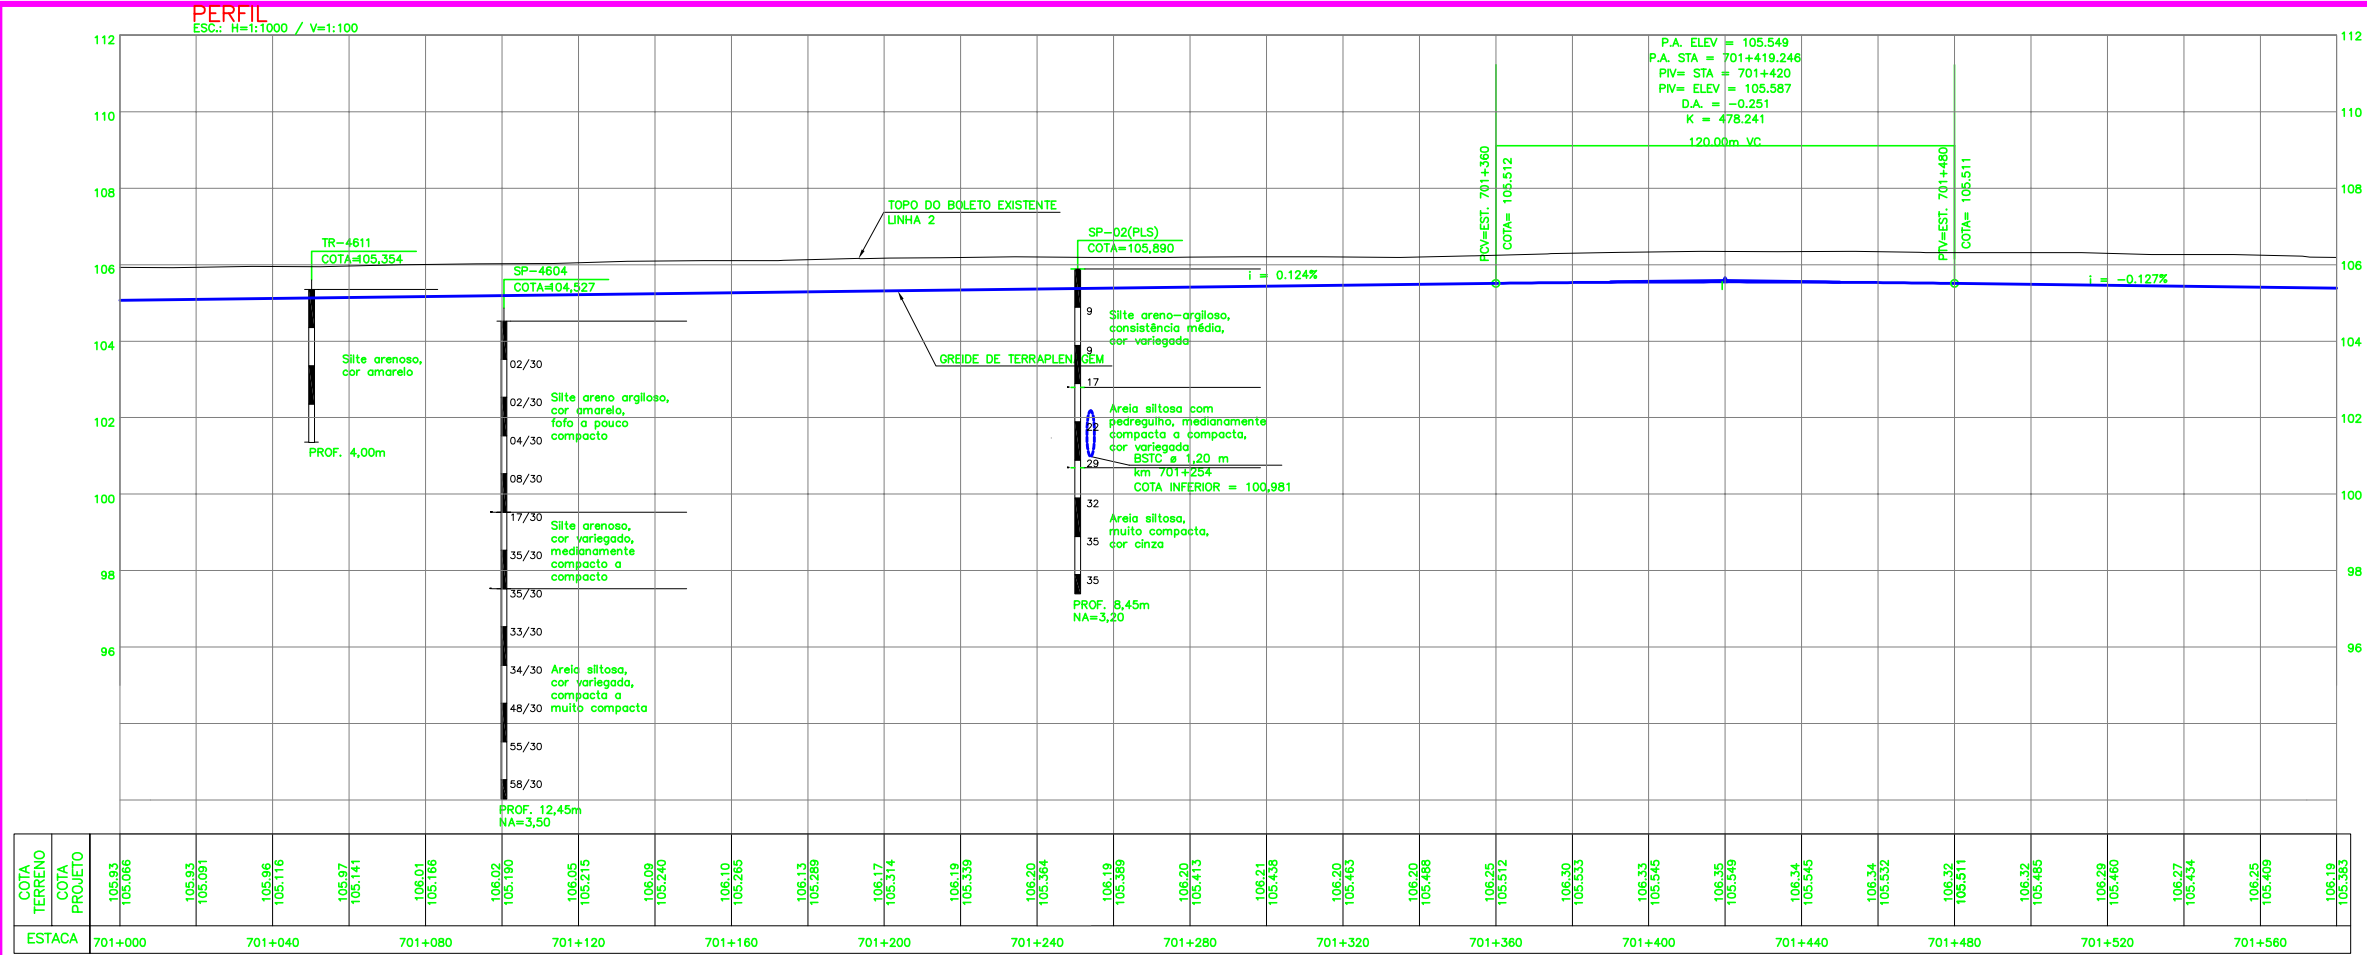 PERFIL
ESC.: H=1:1000 / V=1:100
112
110
108
106
104
102
100
98
96
112
110
108
106
104
102
100
98
96
P.A. ELEV = 105.549
P.A. STA = 701+419.246
PIV= STA = 701+420
PIV= ELEV = 105.587
D.A. = -0.251
K = 478.241
120.00m VC
PCV=EST. 701+360
COTA= 105.512
PTV=EST. 701+480
COTA= 105.511
TOPO DO BOLETO EXISTENTE
LINHA 2
TR-4611
COTA=105,354
SP-4604
COTA=104,527
SP-02(PLS)
COTA=105,890
i = 0.124%
i = -0.127%
GREIDE DE TERRAPLENAGEM
Silte arenoso,
cor amarelo
PROF. 4,00m
02/30
02/30
04/30
08/30
17/30
35/30
35/30
33/30
34/30
48/30
55/30
58/30
Silte areno argiloso,
cor amarelo,
fofo a pouco
compacto
Silte arenoso,
cor variegado,
medianamente
compacto a
compacto
Areia siltosa,
cor variegada,
compacta a
muito compacta
PROF. 12,45m
NA=3,50
9
9
17
22
29
32
35
35
Silte areno-argiloso,
consistência média,
cor variegada
Areia siltosa com
pedregulho, medianamente
compacta a compacta,
cor variegada
BSTC ø 1,20 m
km 701+254
COTA INFERIOR = 100,981
Areia siltosa,
muito compacta,
cor cinza
PROF. 8,45m
NA=3,20
COTA
TERRENO
COTA
PROJETO
105.93
105.066
105.93
105.091
105.96
105.116
105.97
105.141
106.01
105.166
106.02
105.190
106.05
105.215
106.09
105.240
106.10
105.265
106.13
105.289
106.17
105.314
106.19
105.339
106.20
105.364
106.19
105.389
106.20
105.413
106.21
105.438
106.20
105.463
106.20
105.488
106.25
105.512
106.30
105.533
106.33
105.545
106.35
105.549
106.34
105.545
106.34
105.532
106.32
105.511
106.32
105.485
106.29
105.460
106.27
105.434
106.25
105.409
106.19
105.383
ESTACA
701+000
701+040
701+080
701+120
701+160
701+200
701+240
701+280
701+320
701+360
701+400
701+440
701+480
701+520
701+560